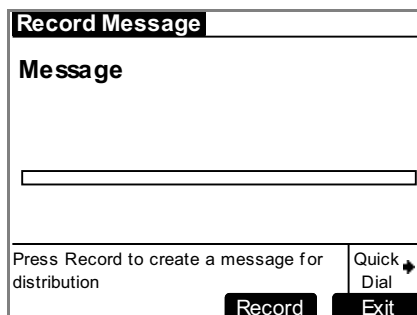 Record Message
Message
Press Record to create a message for
distribution
Quick
Dial
Record
Exit